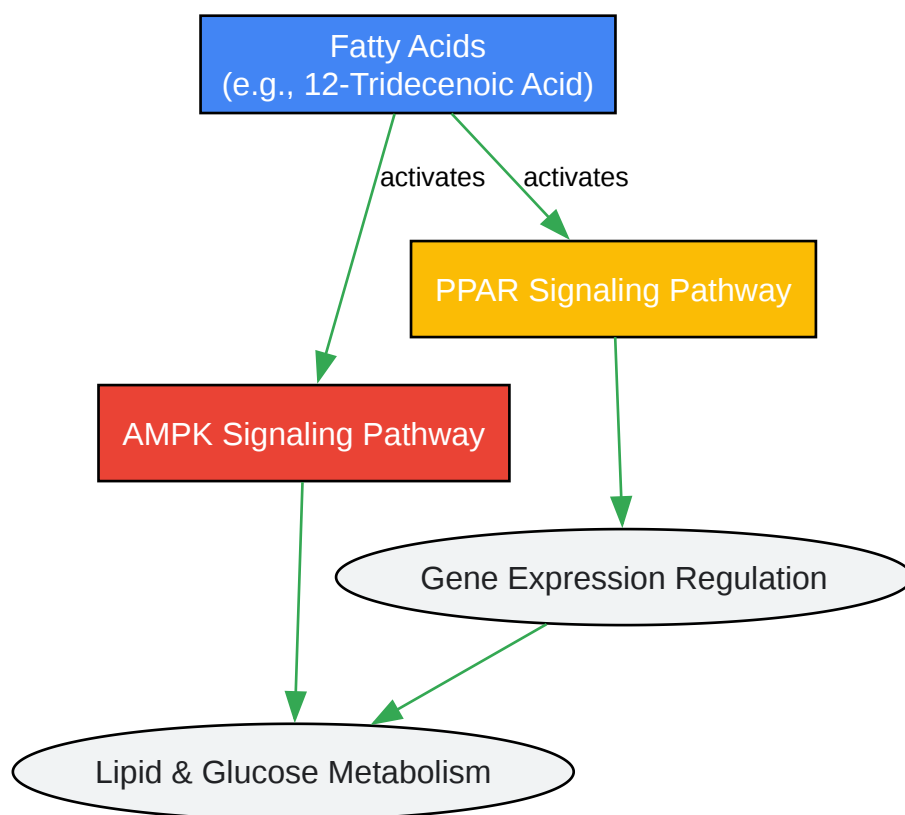 Fatty Acids
(e.g., 12-Tridecenoic Acid)
activates
activates
PPAR Signaling Pathway
AMPK Signaling Pathway
Gene Expression Regulation
Lipid & Glucose Metabolism